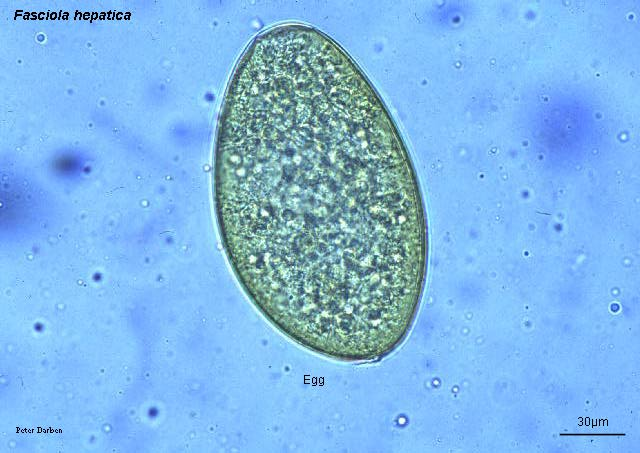 Fasciola hepatica
Egg
30µm
Peter Darben